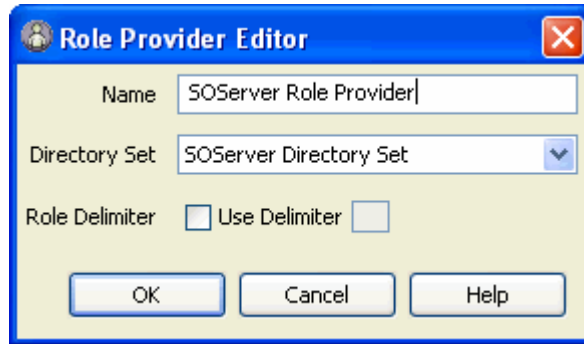 Role Provider Editor
Name SOServer Role Provider
Directory Set SOServer Directory Set
Role Delimiter Use Delimiter
OK Cancel Help